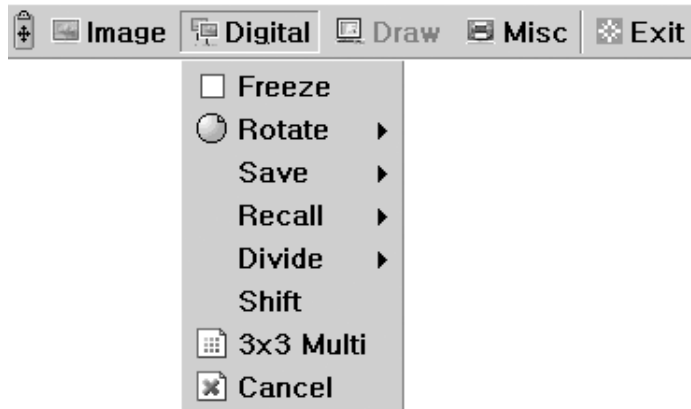 Image Digital Draw Misc Exit
Freeze
Rotate
Save
Recall
Divide
Shift
3x3 Multi
Cancel